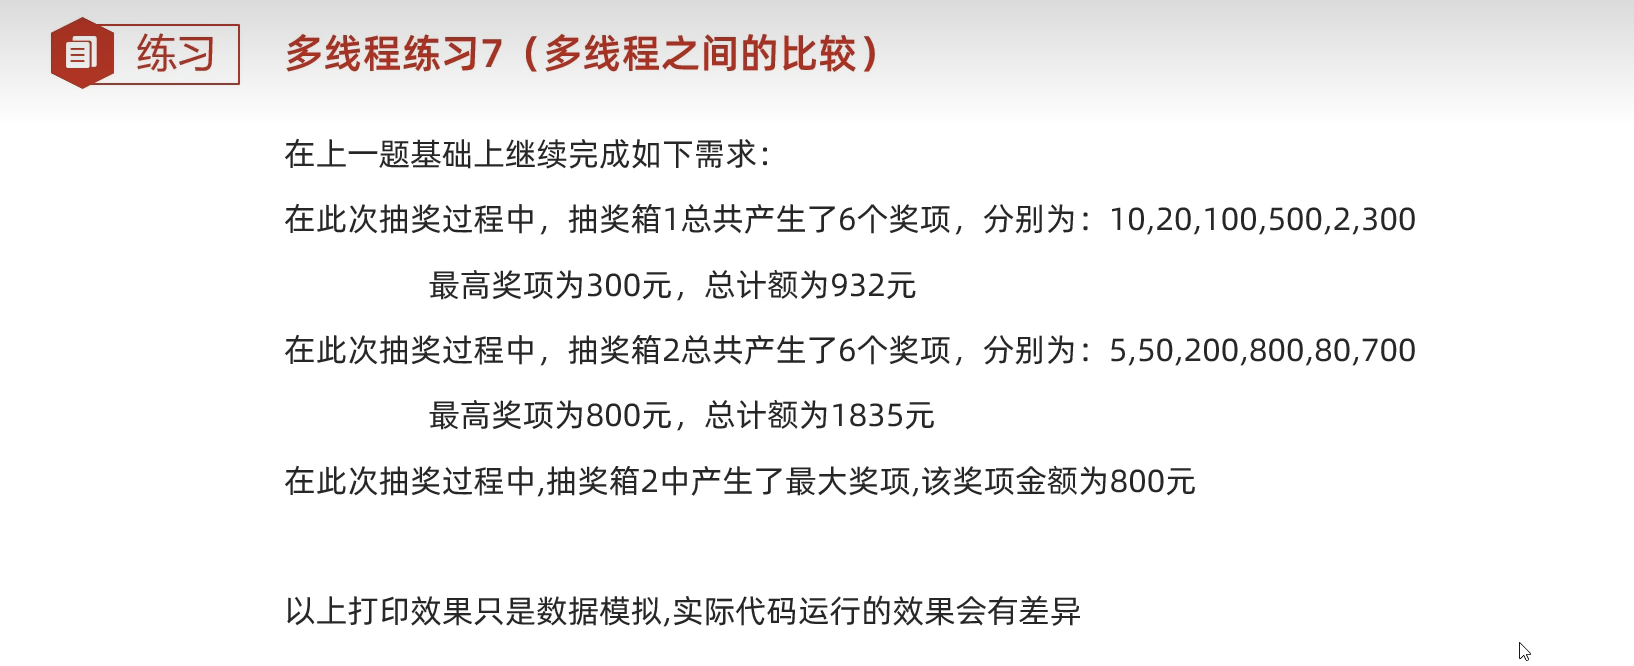 练习
多线程练习7（多线程之间的比较）
在上一题基础上继续完成如下需求：
在此次抽奖过程中，抽奖箱1总共产生了6个奖项，分别为：10,20,100,500,2,300
最高奖项为300元，总计额为932元
在此次抽奖过程中，抽奖箱2总共产生了6个奖项，分别为：5,50,200,800,80,700
最高奖项为800元，总计额为1835元
在此次抽奖过程中,抽奖箱2中产生了最大奖项,该奖项金额为800元
以上打印效果只是数据模拟,实际代码运行的效果会有差异